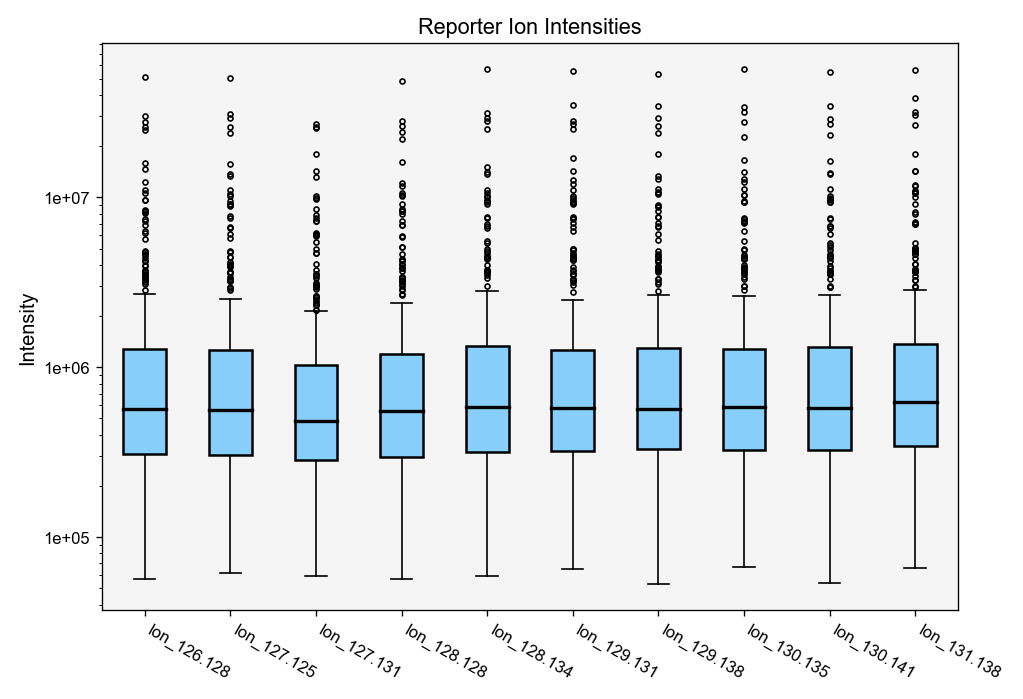 Reporter Ion Intensities
Intensity
1e+07
1e+06
1e+05
Ion_126.128
Ion_127.125
Ion_127.131
Ion_128.128
Ion_128.134
Ion_129.131
Ion_129.138
Ion_130.135
Ion_130.141
Ion_131.138